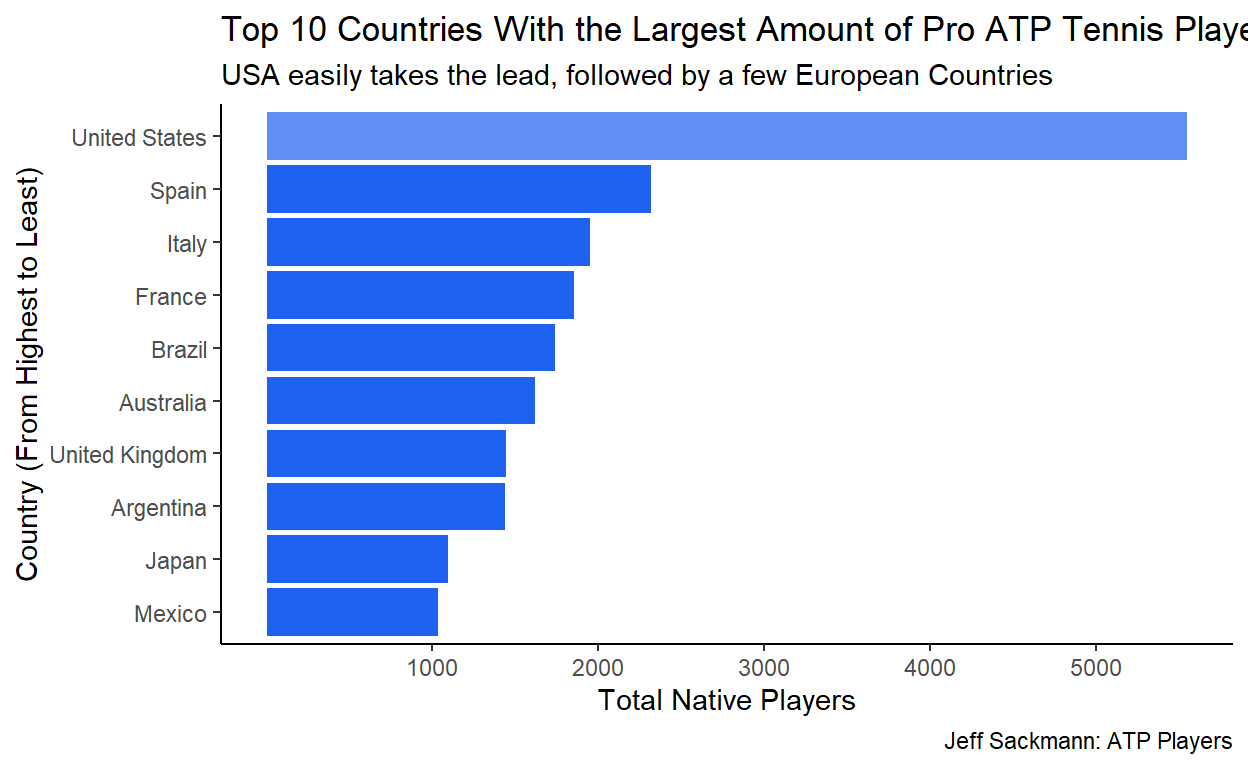 Top 10 Countries With the Largest Amount of Pro ATP Tennis Playe
USA easily takes the lead, followed by a few European Countries
Country (From Highest to Least)
United States
Spain
Italy
France
Brazil
Australia
United Kingdom
Argentina
Japan
Mexico
1000 2000 3000 4000 5000
Total Native Players
Jeff Sackmann: ATP Players